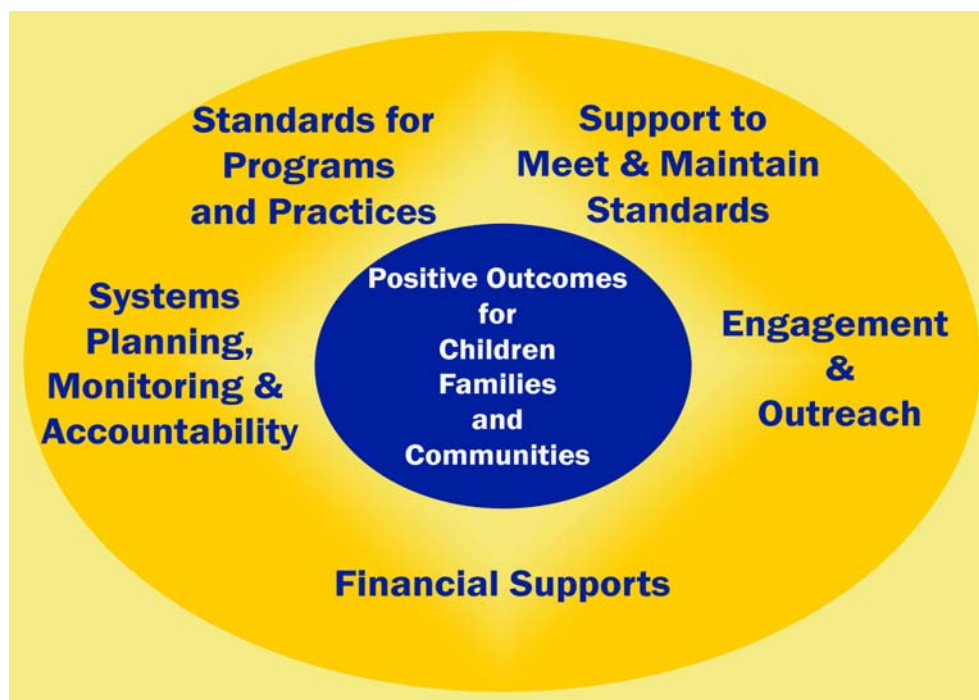 Standards for
Programs
and Practices
Support to
Meet & Maintain
Standards
Systems
Planning,
Monitoring &
Accountability
Positive Outcomes
for
Children
Families
and
Communities
Engagement
&
Outreach
Financial Supports